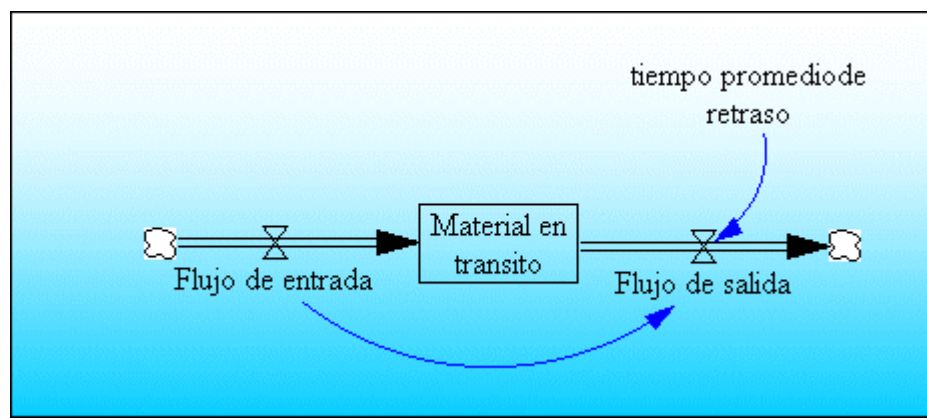 tiempo promediode
retraso
Material en
transito
Flujo de entrada
Flujo de salida